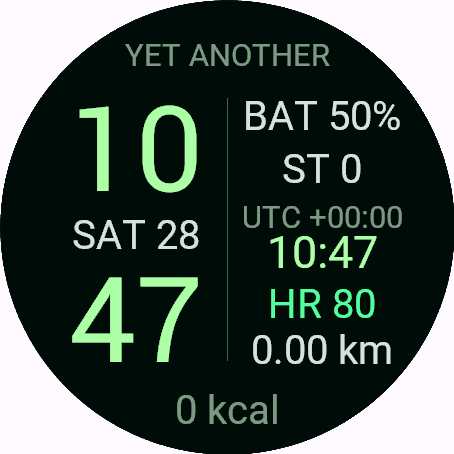 YET ANOTHER
10
SAT 28
47
BAT 50%
ST 0
UTC +00:00
10:47
HR 80
0.00 km
0 kcal